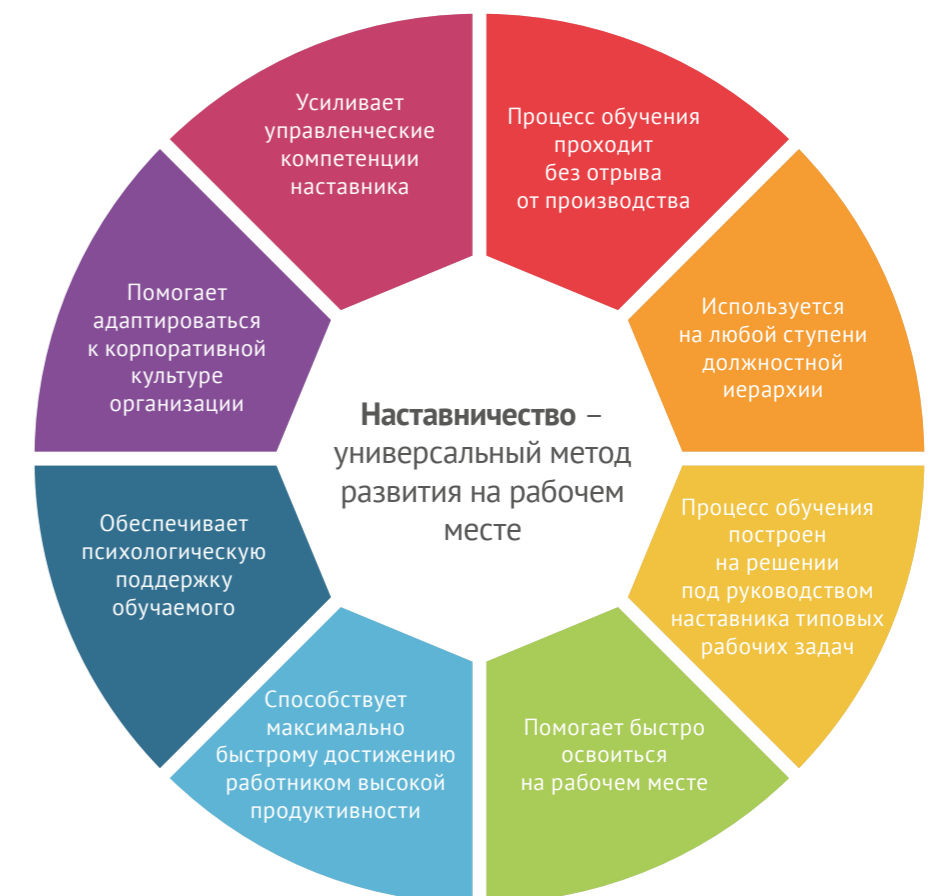 Усиливает
управленческие
компетенции
наставника
Процесс обучения
проходит
без отрыва
от производства
Используется
на любой ступени
должностной
иерархии
Процесс обучения
построен
на решении
под руководством
наставника типовых
рабочих задач
Помогает быстро
освоиться
на рабочем месте
Способствует
максимально
быстрому достижению
работником высокой
продуктивности
Обеспечивает
психологическую
поддержку
обучаемого
Помогает
адаптироваться
к корпоративной
культуре
организации
Наставничество –
универсальный метод
развития на рабочем
месте